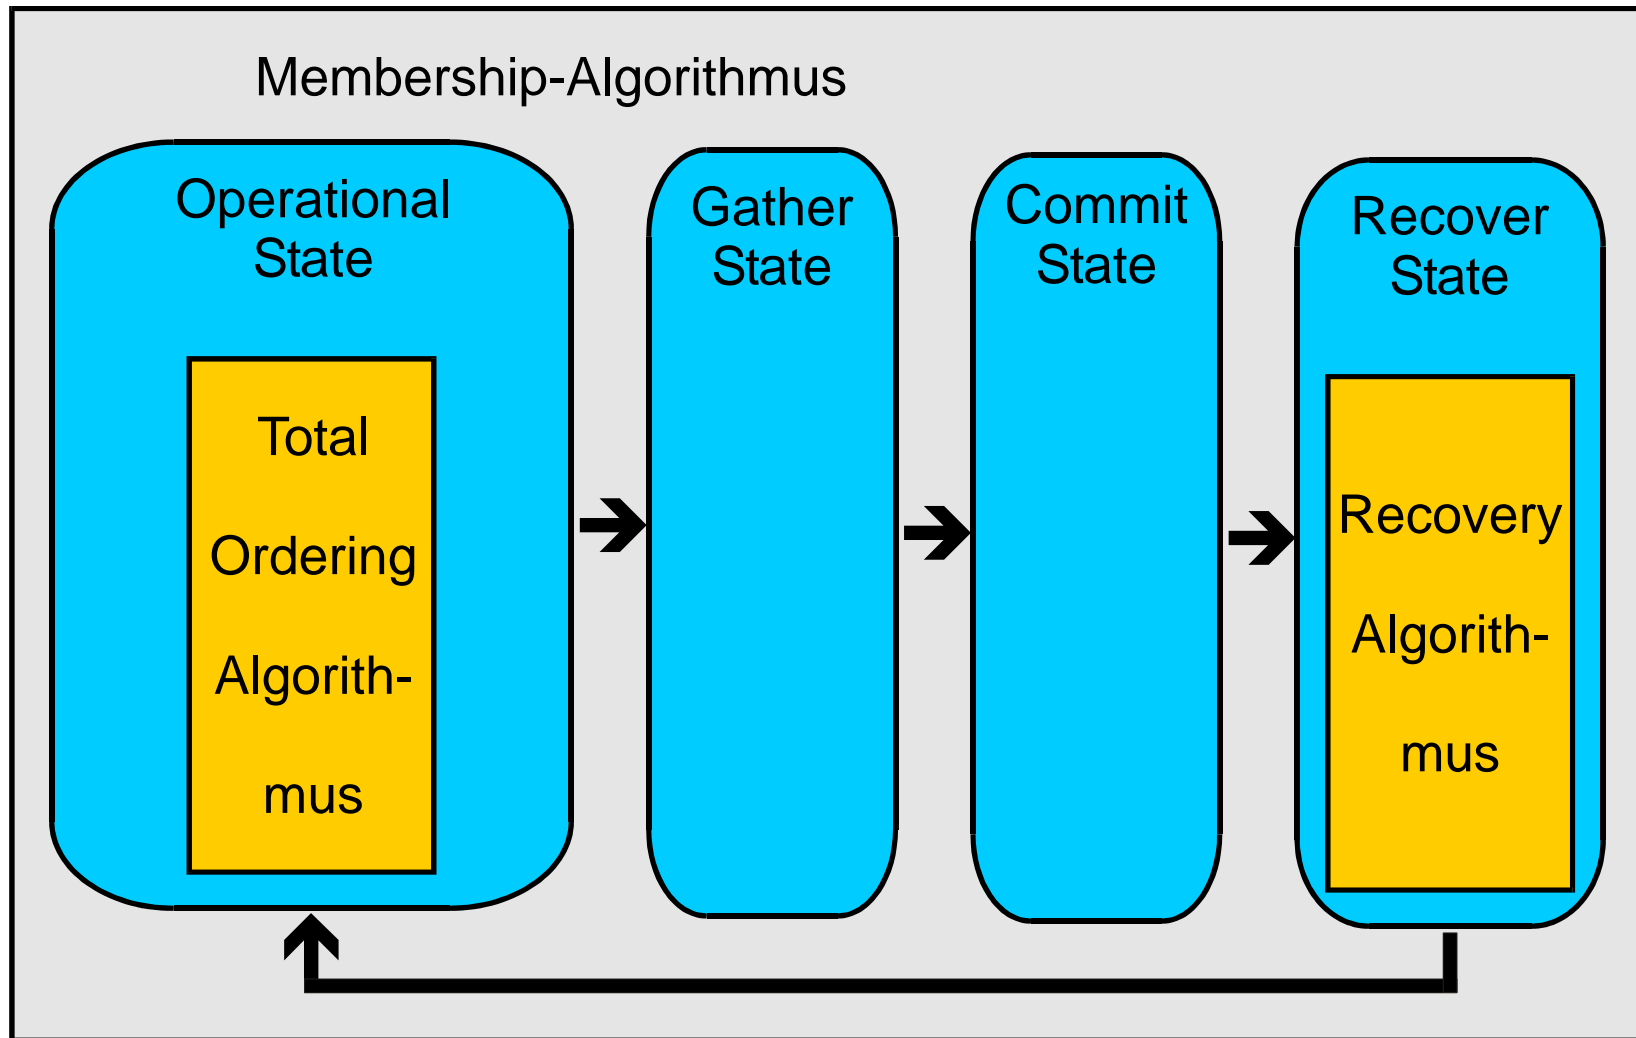 Membership-Algorithmus
Operational
State
Total
Ordering
Algorith-
mus
Gather
State
Commit
State
Recover
State
Recovery
Algorith-
mus